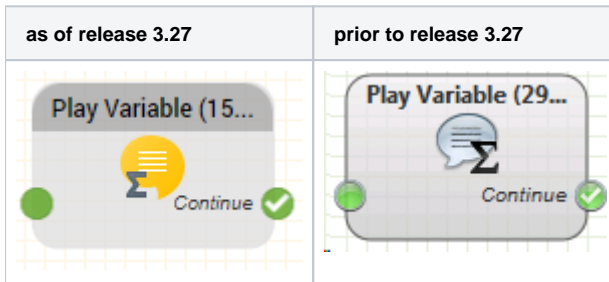 as of release 3.27
prior to release 3.27
Play Variable (15...
Σ
Continue
Play Variable (29...
Σ
Continue